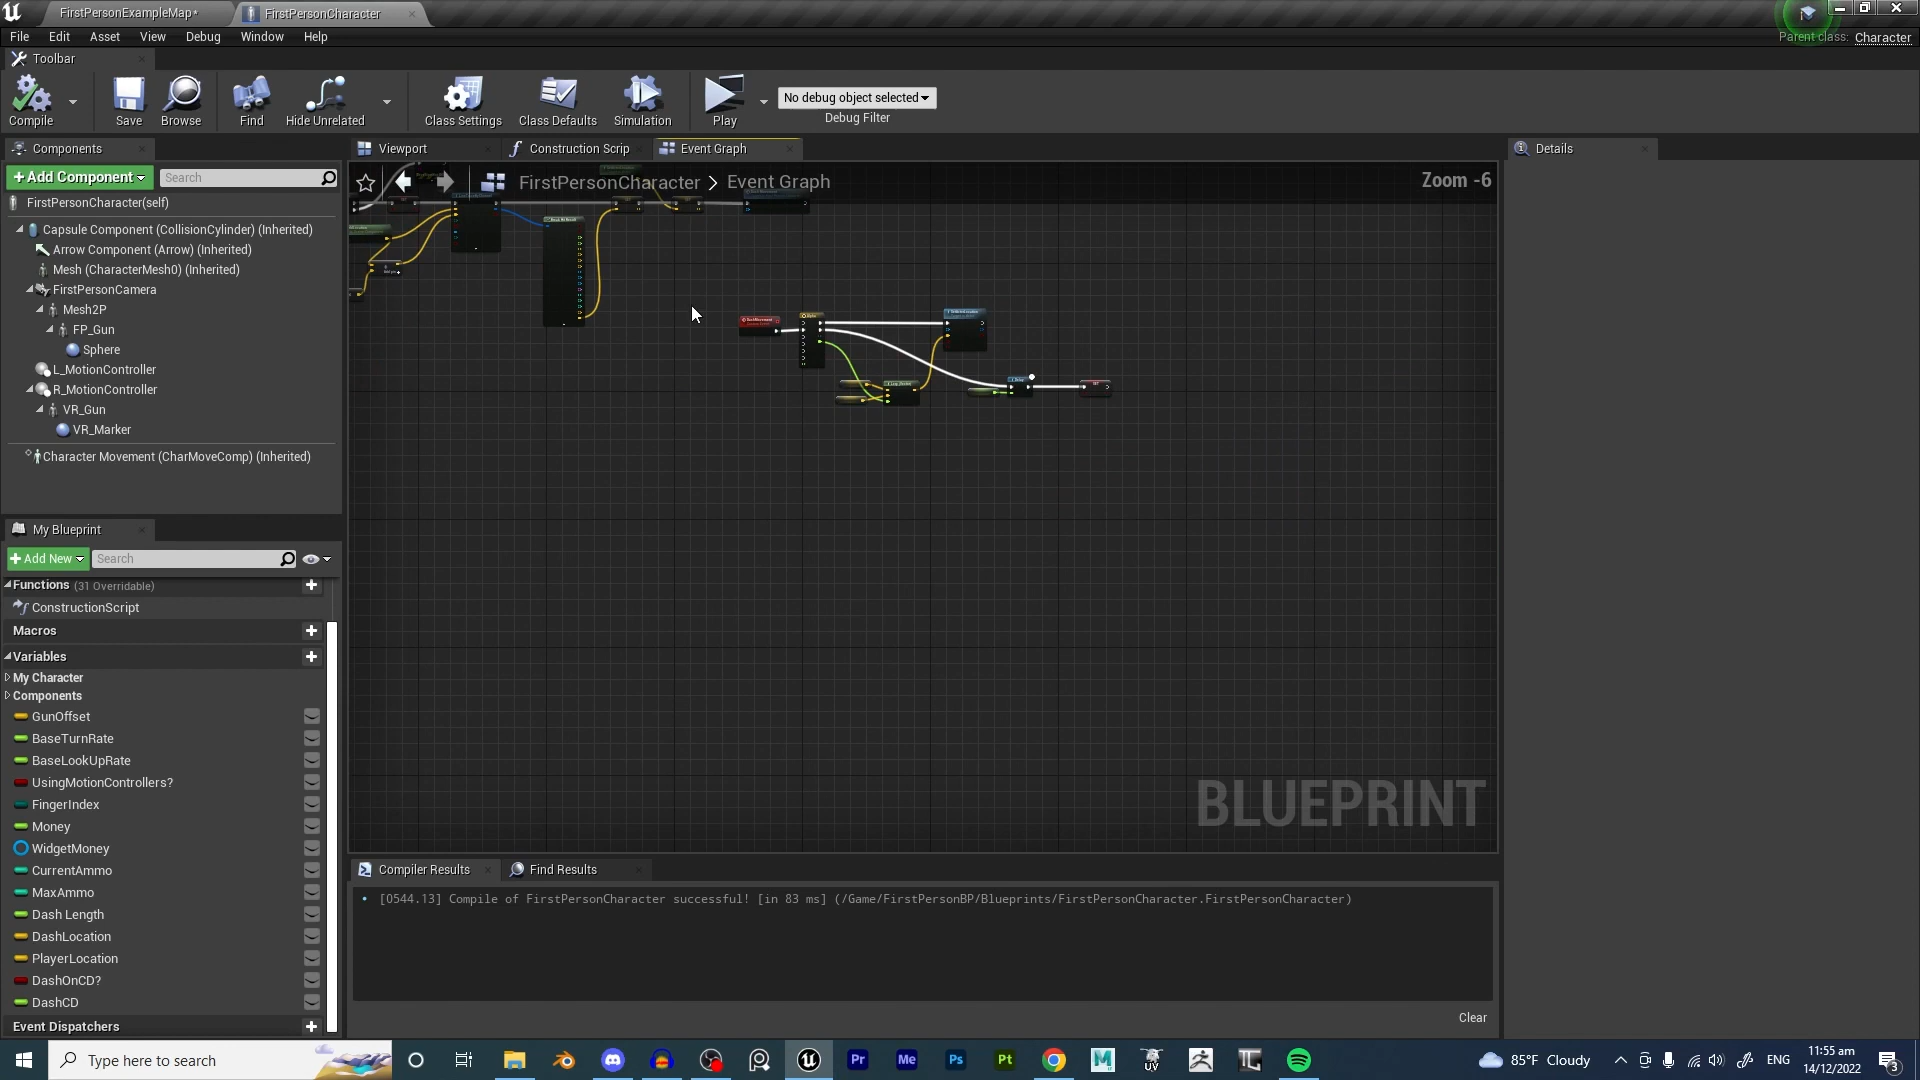 FirstPersonExampleMap*
FirstPersonCharacter
File Edit Asset View Debug Window Help
Parent class: Character
Toolbar
Compile Save Browse Find Hide Unrelated Class Settings Class Defaults Simulation Play
No debug object selected
Debug Filter
Components
Viewport
Construction Scrip
Event Graph
Details
+Add Component
Search
FirstPersonCharacter > Event Graph
Zoom -6
FirstPersonCharacter(self)
Capsule Component (CollisionCylinder) (Inherited)
Arrow Component (Arrow) (Inherited)
Mesh (CharacterMesh0) (Inherited)
FirstPersonCamera
Mesh2P
FP_Gun
Sphere
L_MotionController
R_MotionController
VR_Gun
VR_Marker
Character Movement (CharMoveComp) (Inherited)
My Blueprint
+Add New
Search
Functions (31 Overridable)
ConstructionScript
Macros
Variables
My Character
Components
GunOffset
BaseTurnRate
BaseLookUpRate
UsingMotionControllers?
FingerIndex
Money
WidgetMoney
CurrentAmmo
MaxAmmo
Dash Length
DashLocation
PlayerLocation
DashOnCD?
DashCD
Event Dispatchers
BLUEPRINT
Compiler Results
Find Results
[0544.13] Compile of FirstPersonCharacter successful! [in 83 ms] (/Game/FirstPersonBP/Blueprints/FirstPersonCharacter.FirstPersonCharacter)
Clear
Type here to search
Pr
Me
Ps
Pt
M
UV
85°F Cloudy
ENG
11:55 am
14/12/2022
3